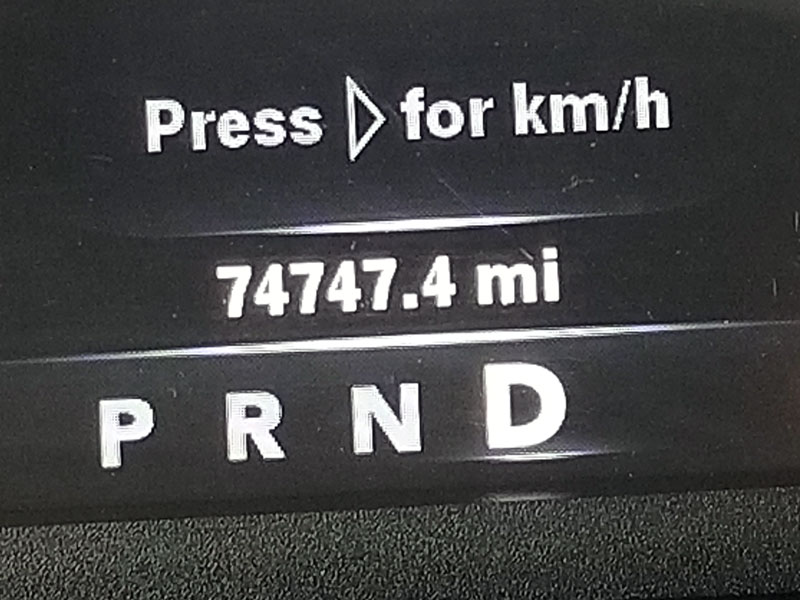 Press ▷ for km/h
74747.4 mi
P R N D